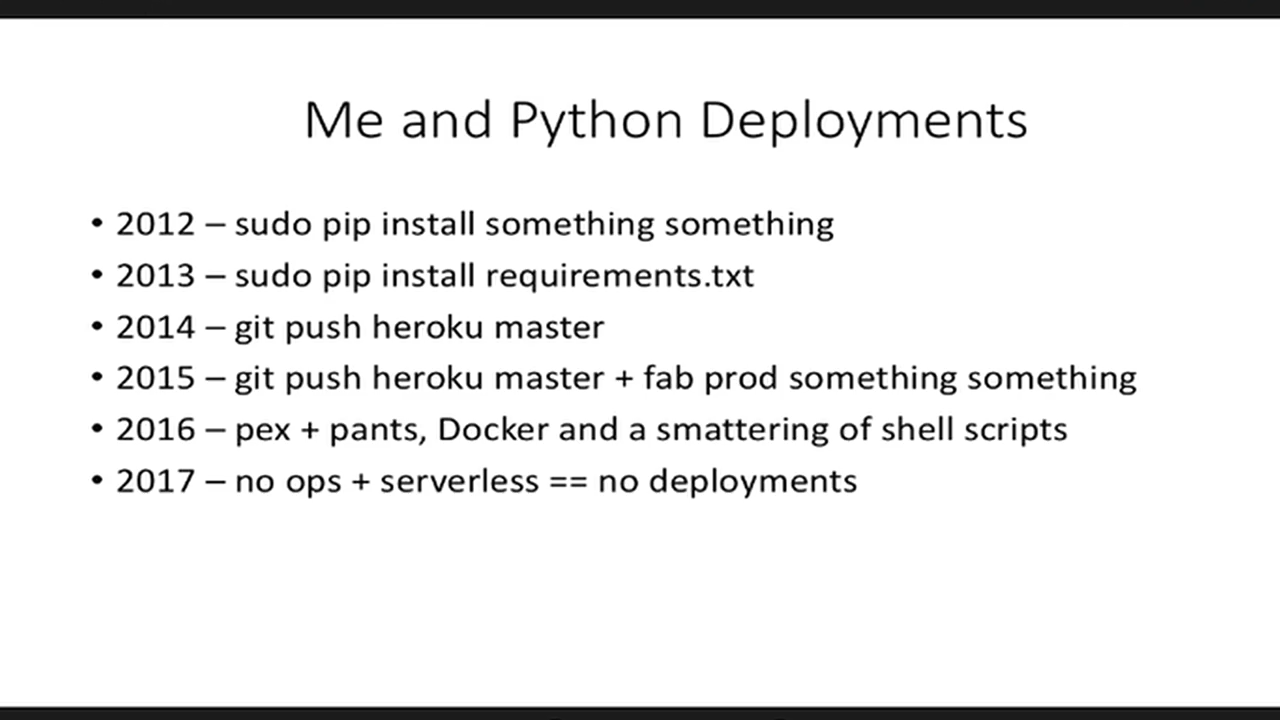 Me and Python Deployments
• 2012 – sudo pip install something something
• 2013 – sudo pip install requirements.txt
• 2014 – git push heroku master
• 2015 – git push heroku master + fab prod something something
• 2016 – pex + pants, Docker and a smattering of shell scripts
• 2017 – no ops + serverless == no deployments